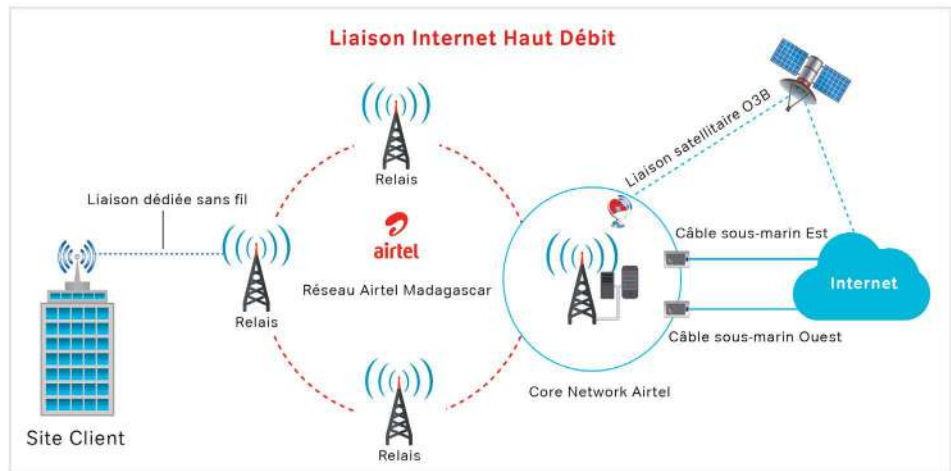 Liaison Internet Haut Débit
Liaison satellitaire O3B
Relais
Liaison dédiée sans fil
airtel
Câble sous-marin Est
Réseau Airtel Madagascar
Internet
Relais
Câble sous-marin Ouest
Core Network Airtel
Site Client
Relais